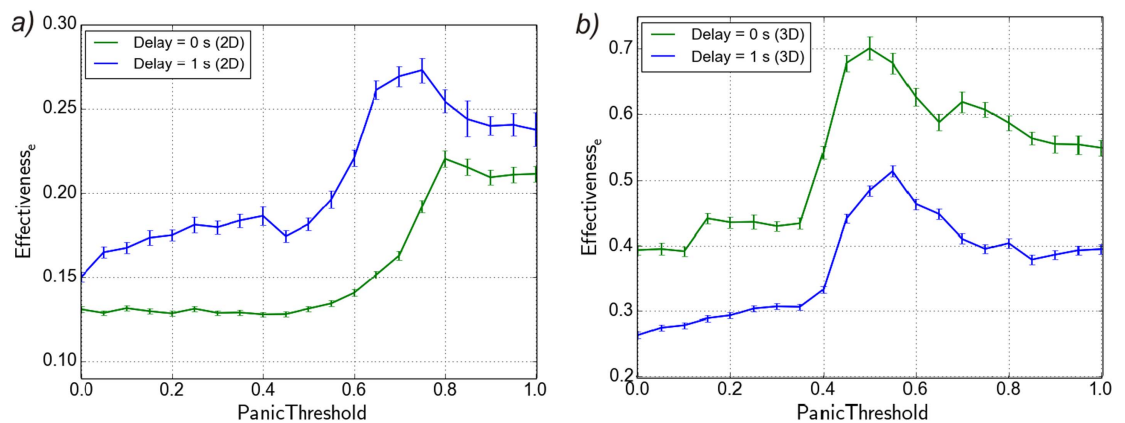 a)
Delay = 0 s (2D)
Delay = 1 s (2D)
Effectiveness_e
0.30
0.25
0.20
0.15
0.10
0.0 0.2 0.4 0.6 0.8 1.0
PanicThreshold
b)
Delay = 0 s (3D)
Delay = 1 s (3D)
Effectiveness_e
0.7
0.6
0.5
0.4
0.3
0.2
0.2 0.4 0.6 0.8 1.0
PanicThreshold